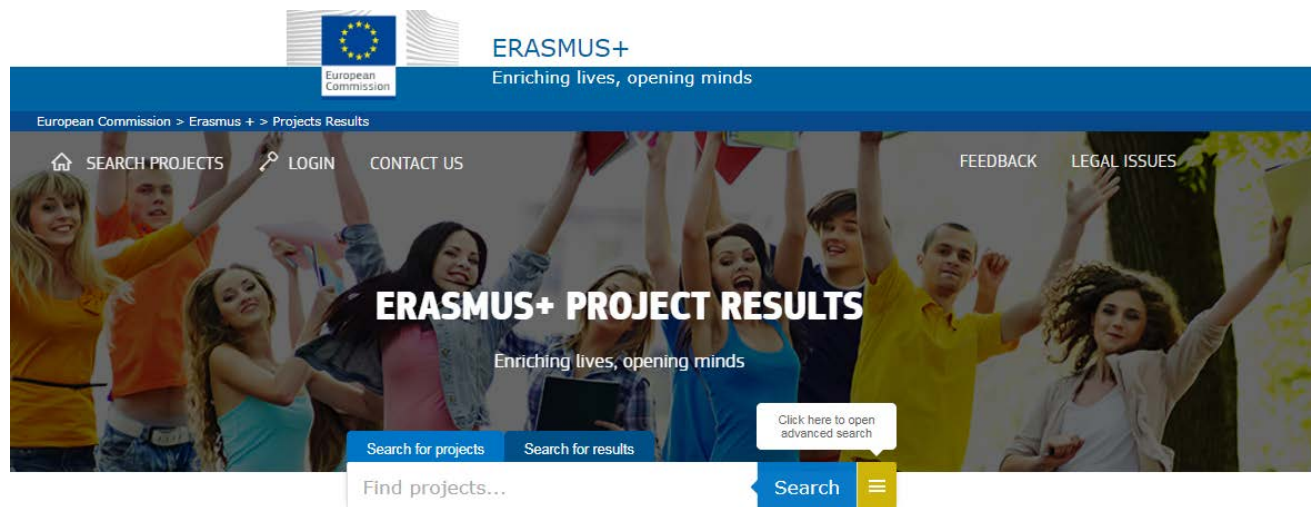 European
Commission
ERASMUS+
Enriching lives, opening minds
European Commission > Erasmus + > Projects Results
SEARCH PROJECTS LOGIN CONTACT US FEEDBACK LEGAL ISSUES
ERASMUS+ PROJECT RESULTS
Enriching lives, opening minds
Click here to open
advanced search
Search for projects Search for results
Find projects... Search